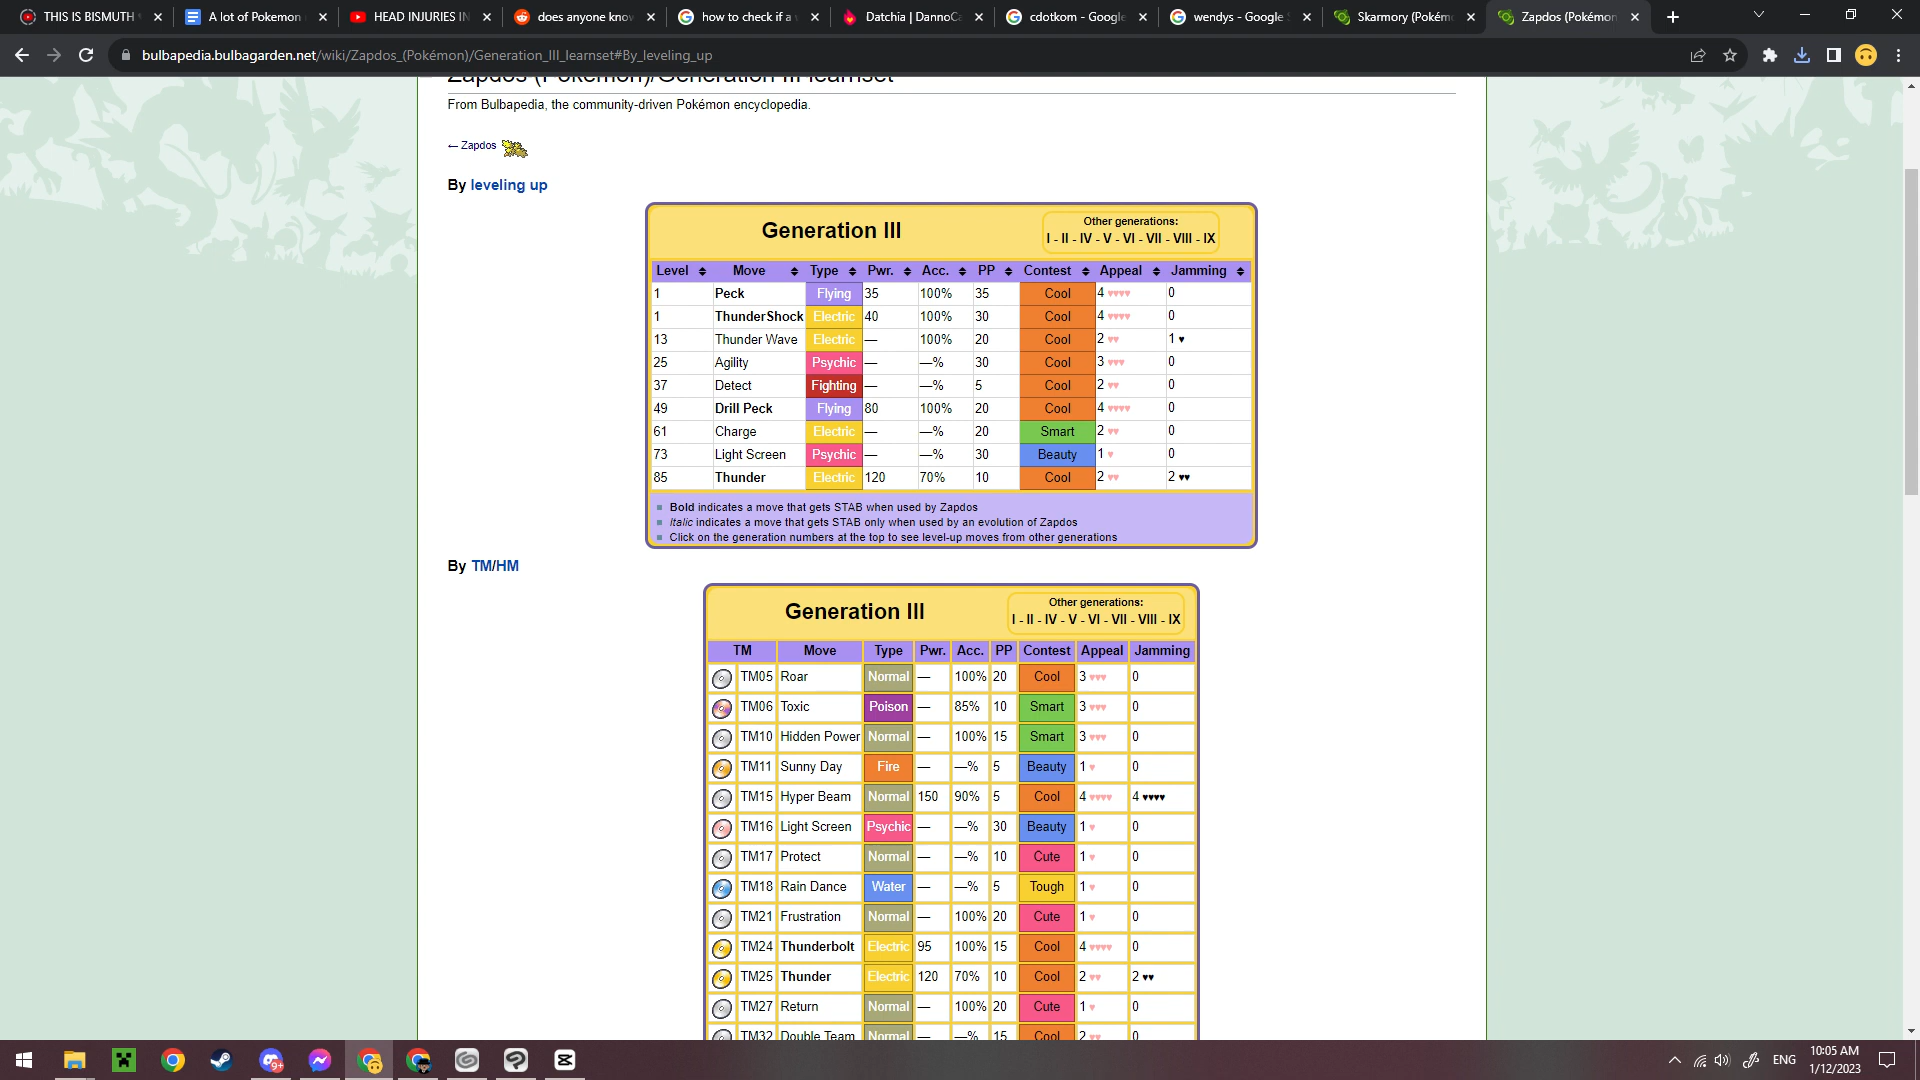 THIS IS BISMUTH
A lot of Pokemon
HEAD INJURIES IN
does anyone know
how to check if a
Datchia | DannoCa
cdotkom - Google
wendys - Google
Skarmory (Pokém
Zapdos (Pokémon
bulbapedia.bulbagarden.net/wiki/Zapdos_(Pokémon)/Generation_III_learnset#By_leveling_up
Zapdos (Pokémon)/Generation III learnset
From Bulbapedia, the community-driven Pokémon encyclopedia.
← Zapdos
By leveling up
Generation III
Other generations:
I - II - IV - V - VI - VII - VIII - IX
Level Move Type Pwr. Acc. PP Contest Appeal Jamming
1 Peck Flying 35 100% 35 Cool 4 ♥♥♥♥ 0
1 ThunderShock Electric 40 100% 30 Cool 4 ♥♥♥♥ 0
13 Thunder Wave Electric — 100% 20 Cool 2 ♥♥ 1 ♥
25 Agility Psychic — —% 30 Cool 3 ♥♥♥ 0
37 Detect Fighting — —% 5 Cool 2 ♥♥ 0
49 Drill Peck Flying 80 100% 20 Cool 4 ♥♥♥♥ 0
61 Charge Electric — —% 20 Smart 2 ♥♥ 0
73 Light Screen Psychic — —% 30 Beauty 1 ♥ 0
85 Thunder Electric 120 70% 10 Cool 2 ♥♥ 2 ♥♥
Bold indicates a move that gets STAB when used by Zapdos
Italic indicates a move that gets STAB only when used by an evolution of Zapdos
Click on the generation numbers at the top to see level-up moves from other generations
By TM/HM
Generation III
Other generations:
I - II - IV - V - VI - VII - VIII - IX
TM Move Type Pwr. Acc. PP Contest Appeal Jamming
TM05 Roar Normal — 100% 20 Cool 3 ♥♥♥ 0
TM06 Toxic Poison — 85% 10 Smart 3 ♥♥♥ 0
TM10 Hidden Power Normal — 100% 15 Smart 3 ♥♥♥ 0
TM11 Sunny Day Fire — —% 5 Beauty 1 ♥ 0
TM15 Hyper Beam Normal 150 90% 5 Cool 4 ♥♥♥♥ 4 ♥♥♥♥
TM16 Light Screen Psychic — —% 30 Beauty 1 ♥ 0
TM17 Protect Normal — —% 10 Cute 1 ♥ 0
TM18 Rain Dance Water — —% 5 Tough 1 ♥ 0
TM21 Frustration Normal — 100% 20 Cute 1 ♥ 0
TM24 Thunderbolt Electric 95 100% 15 Cool 4 ♥♥♥♥ 0
TM25 Thunder Electric 120 70% 10 Cool 2 ♥♥ 2 ♥♥
TM27 Return Normal — 100% 20 Cute 1 ♥ 0
TM32 Double Team Normal — —% 15 Cool 2 ♥♥ 0
9+
ENG
10:05 AM
1/12/2023